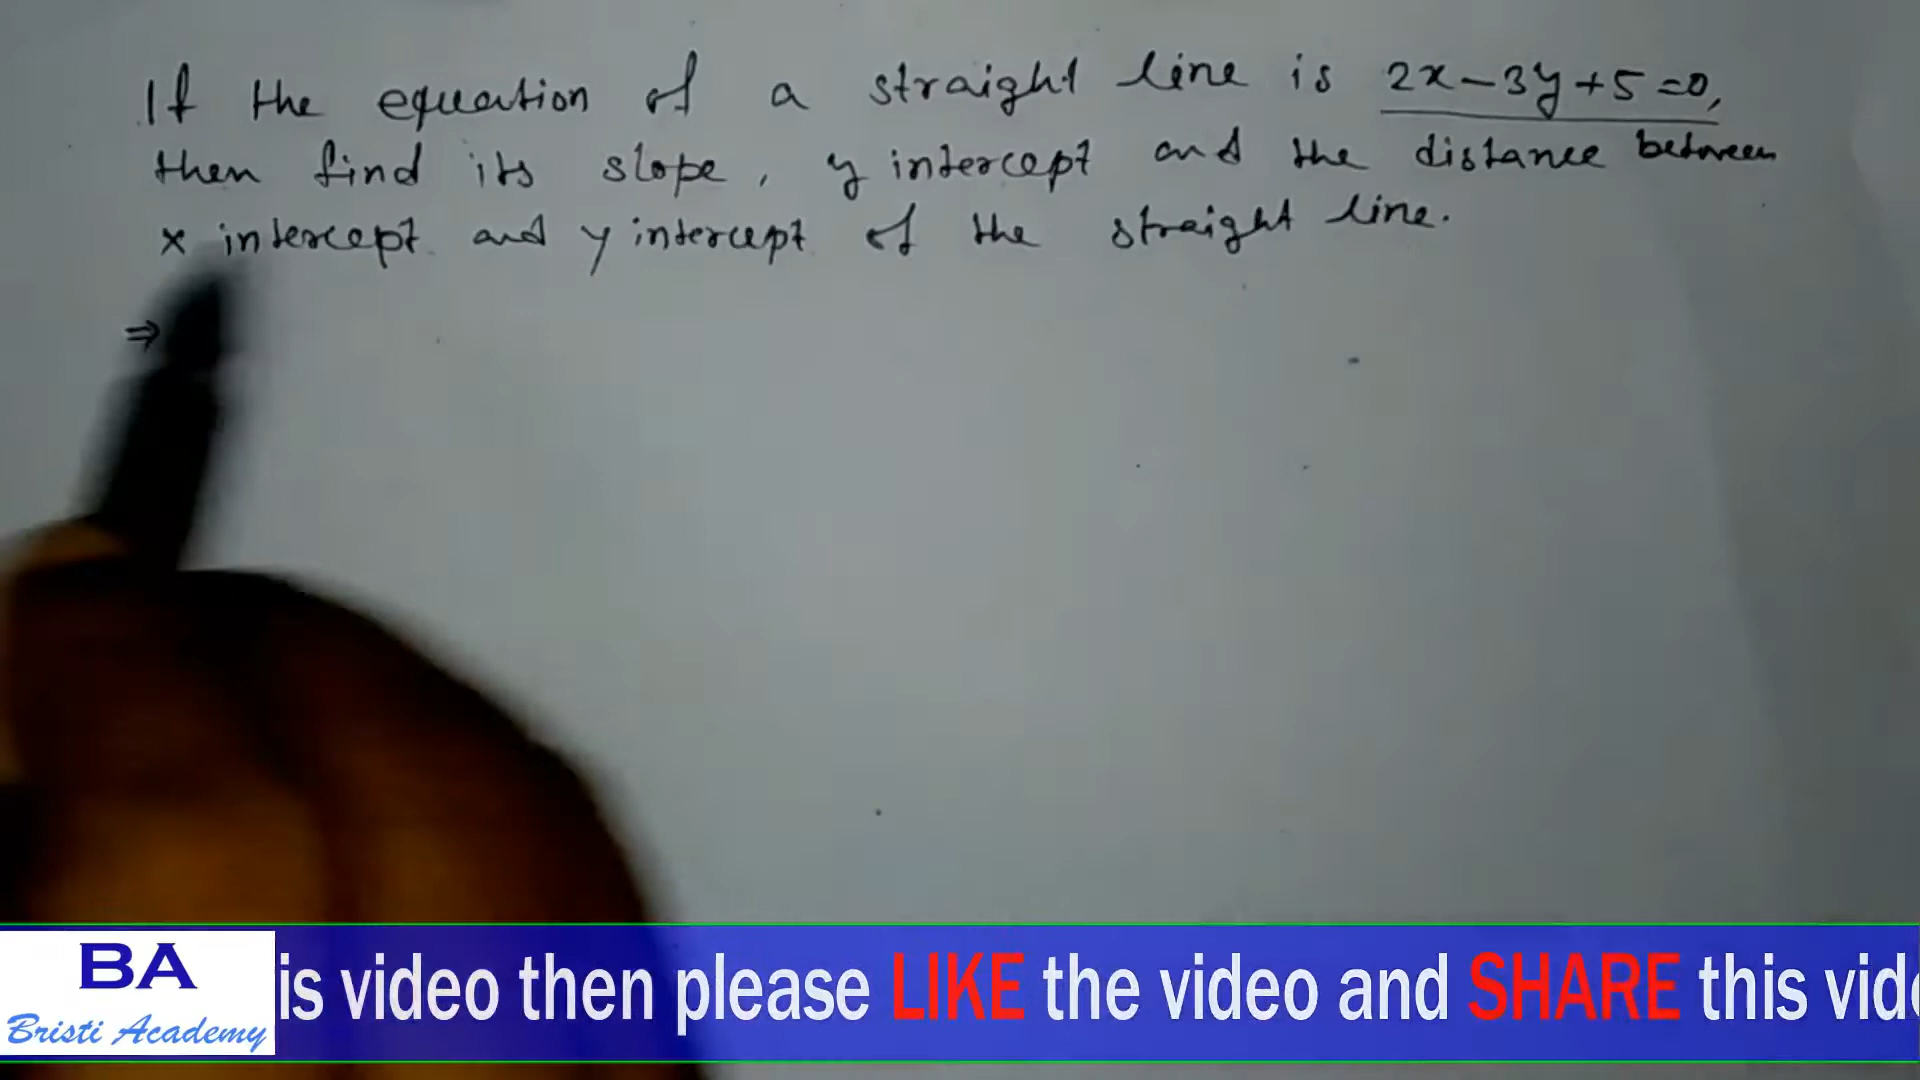 If the equation of a straight line is 2x-3y+5=0,
then find its slope, y intercept and the distance between
x intercept and y intercept of the straight line.
⇒
BA
Bristi Academy
is video then please LIKE the video and SHARE this vid